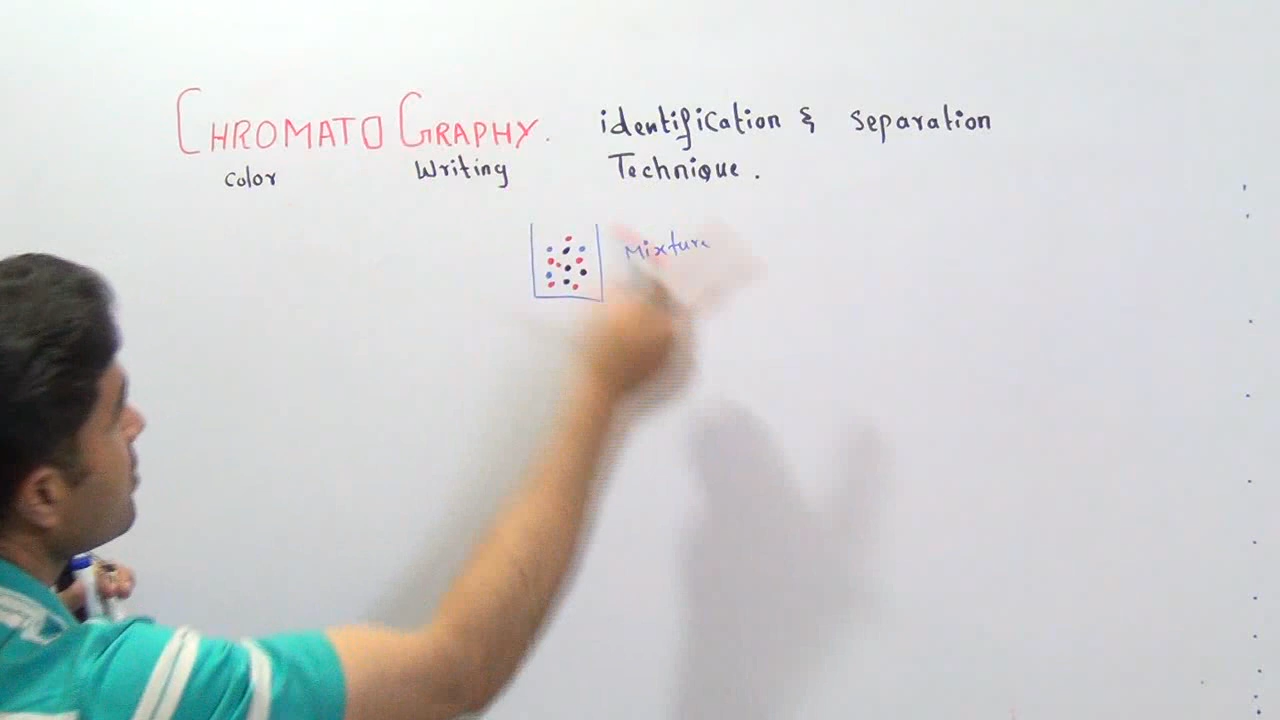 CHROMATOGRAPHY. identification & separation
color Writing Technique.
Mixture